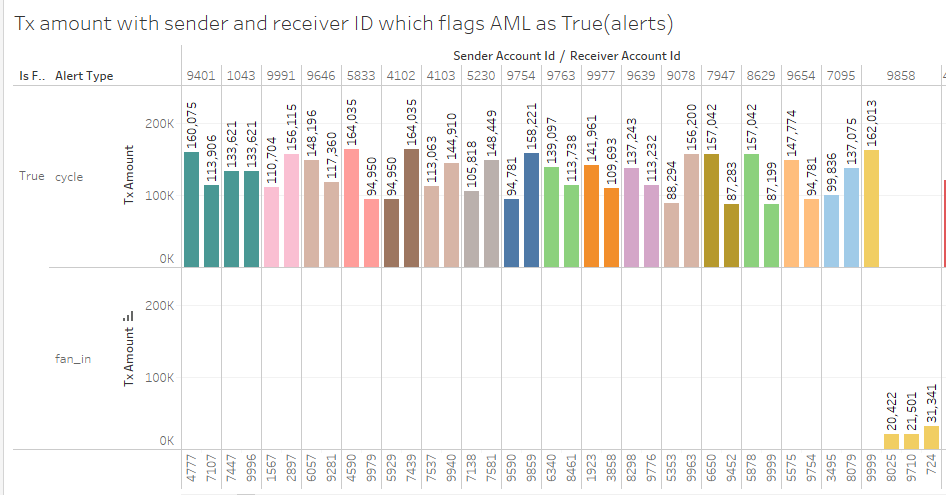 Tx amount with sender and receiver ID which flags AML as True(alerts)
Sender Account Id / Receiver Account Id
Is F.. Alert Type 9401 1043 9991 9646 5833 4102 4103 5230 9754 9763 9977 9639 9078 7947 8629 9654 7095 9858
True cycle
Tx Amount
200K
100K
0K
160,075 113,906 133,621 133,621 110,704 156,115 148,196 117,360 164,035 94,950 94,950 164,035 113,063 144,910 105,818 148,449 94,781 158,221 139,097 113,738 141,961 109,693 137,243 113,232 88,294 156,200 157,042 87,283 157,042 87,199 147,774 94,781 99,836 137,075 162,013
fan_in
Tx Amount
200K
100K
0K
20,422 21,501 31,341
4777 7107 7447 9996 1567 2897 6057 9281 4590 9979 5929 7439 7537 9940 7138 7581 9590 9859 6340 8461 1323 3858 8298 9776 5353 9963 6650 9452 5878 9999 5575 9754 3495 8079 9999 8025 9710 724